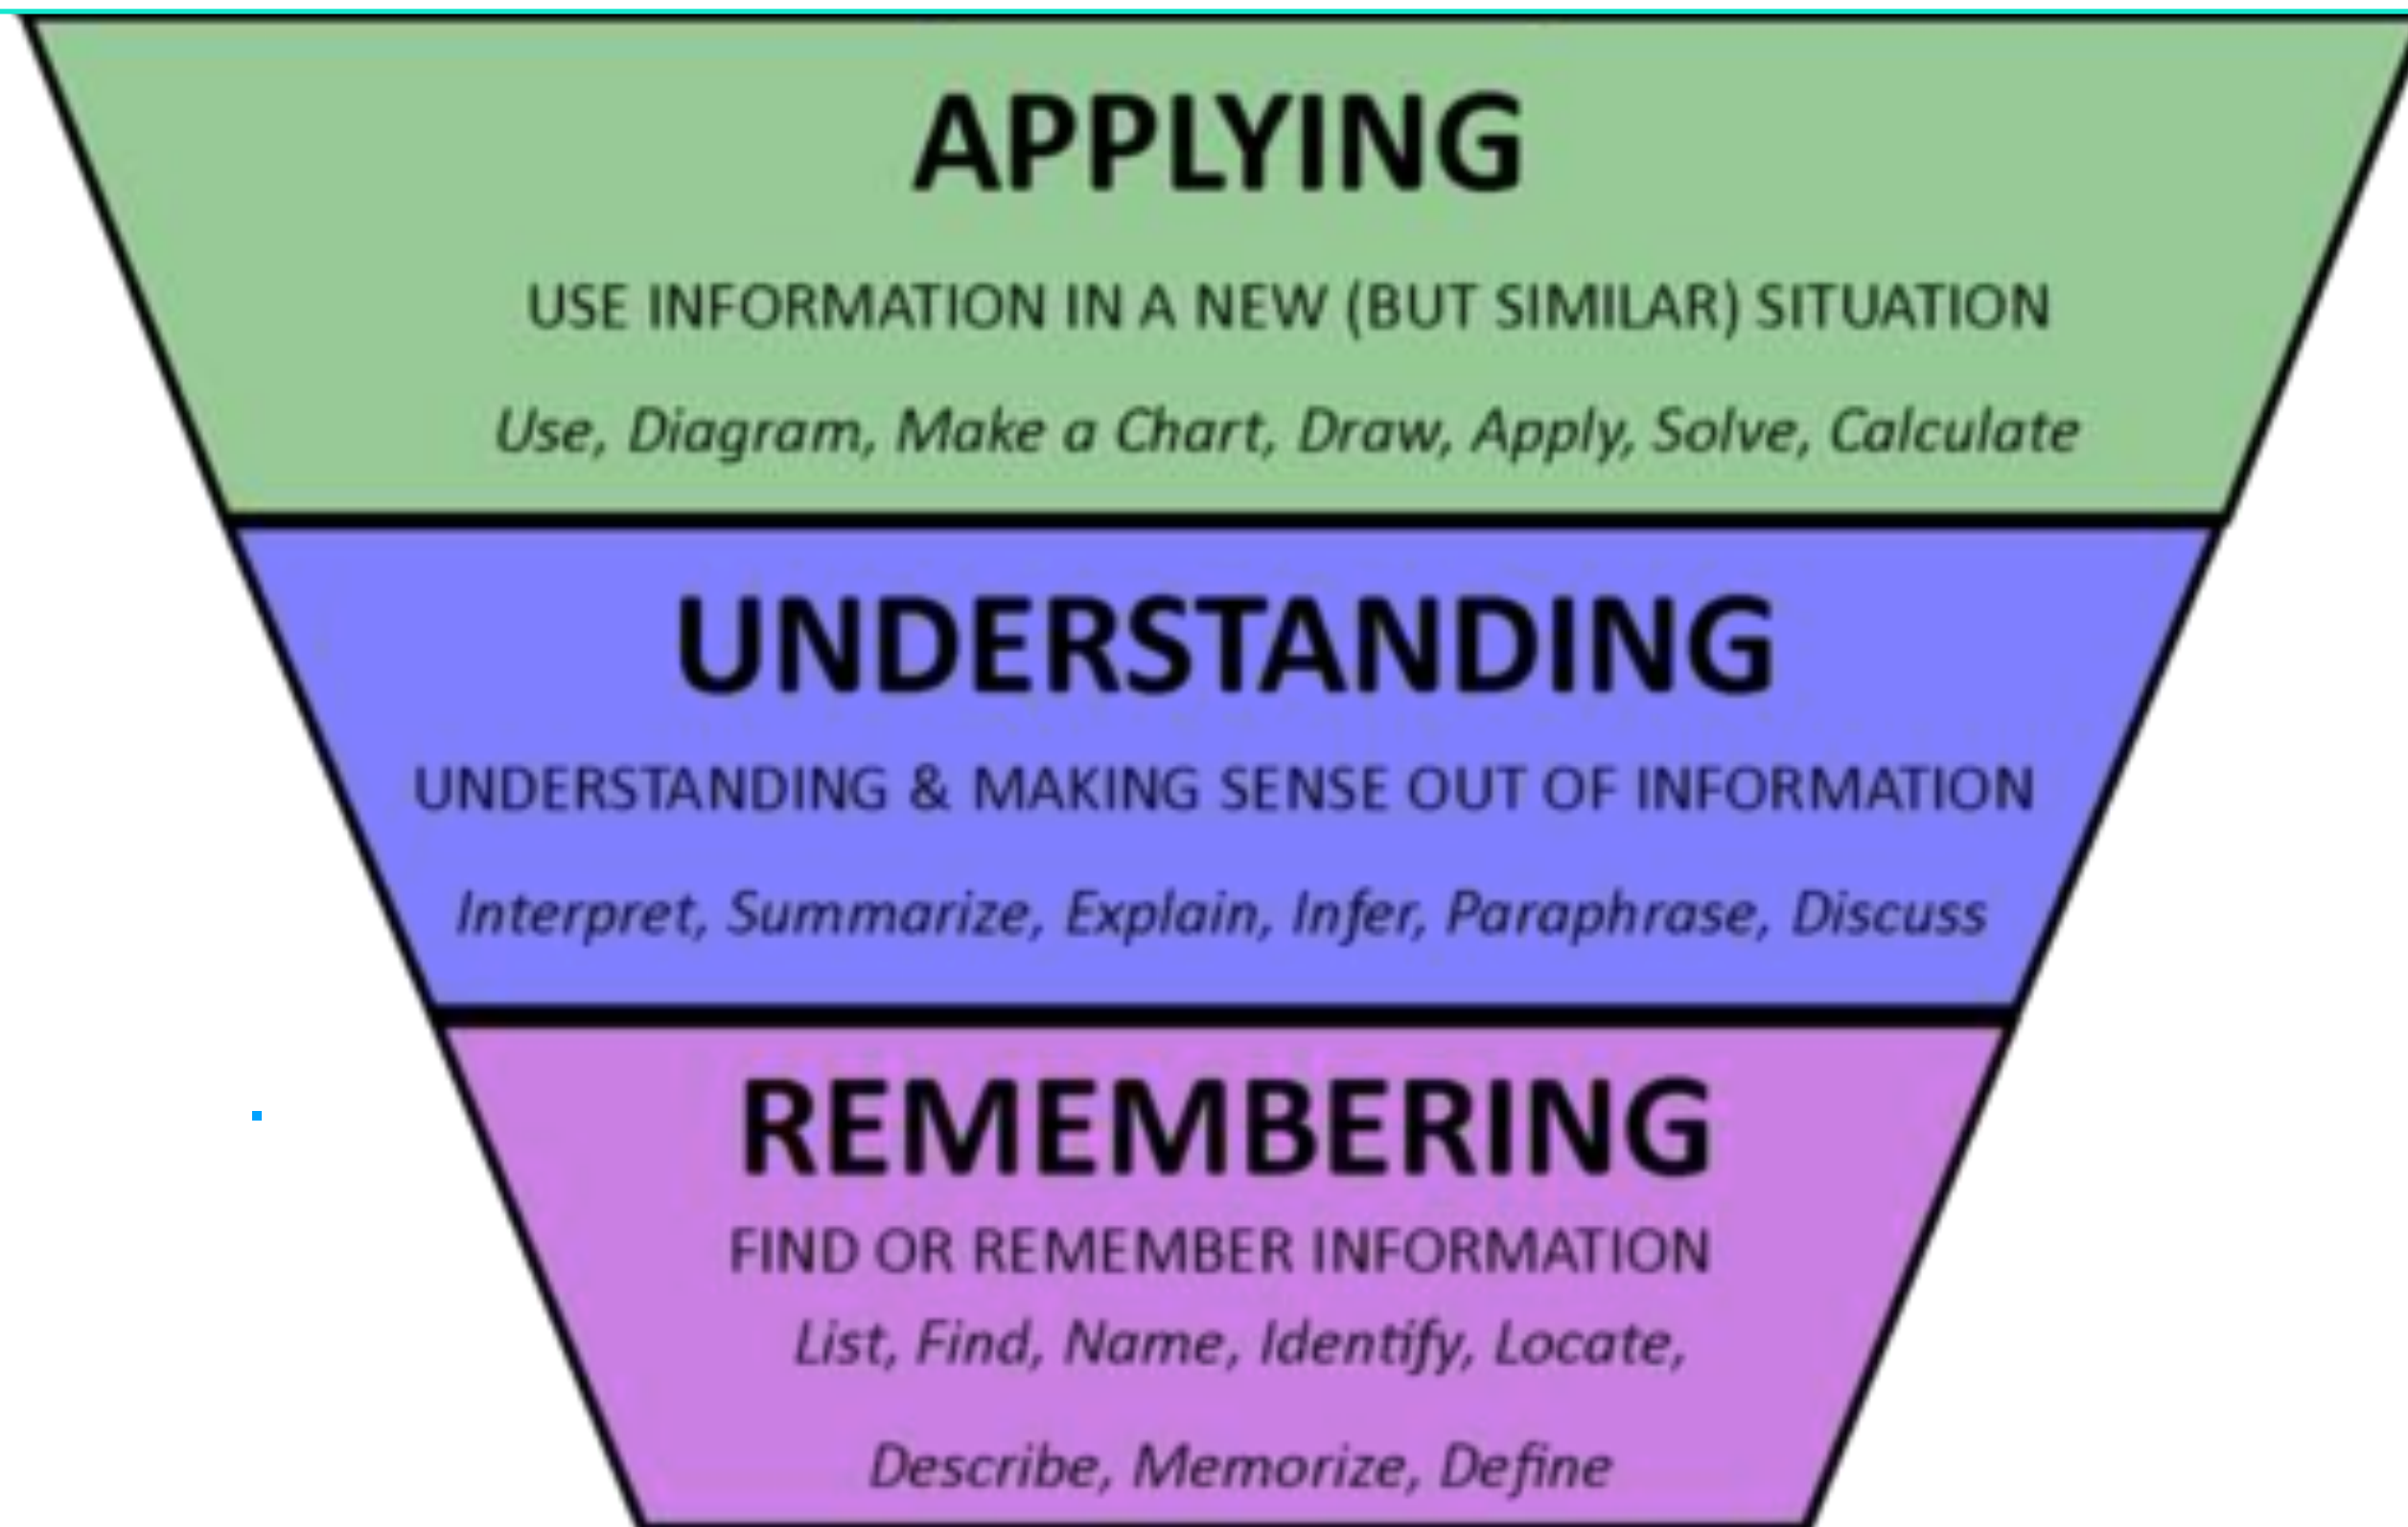 APPLYING
USE INFORMATION IN A NEW (BUT SIMILAR) SITUATION
Use, Diagram, Make a Chart, Draw, Apply, Solve, Calculate
UNDERSTANDING
UNDERSTANDING & MAKING SENSE OUT OF INFORMATION
Interpret, Summarize, Explain, Infer, Paraphrase, Discuss
REMEMBERING
FIND OR REMEMBER INFORMATION
List, Find, Name, Identify, Locate,
Describe, Memorize, Define